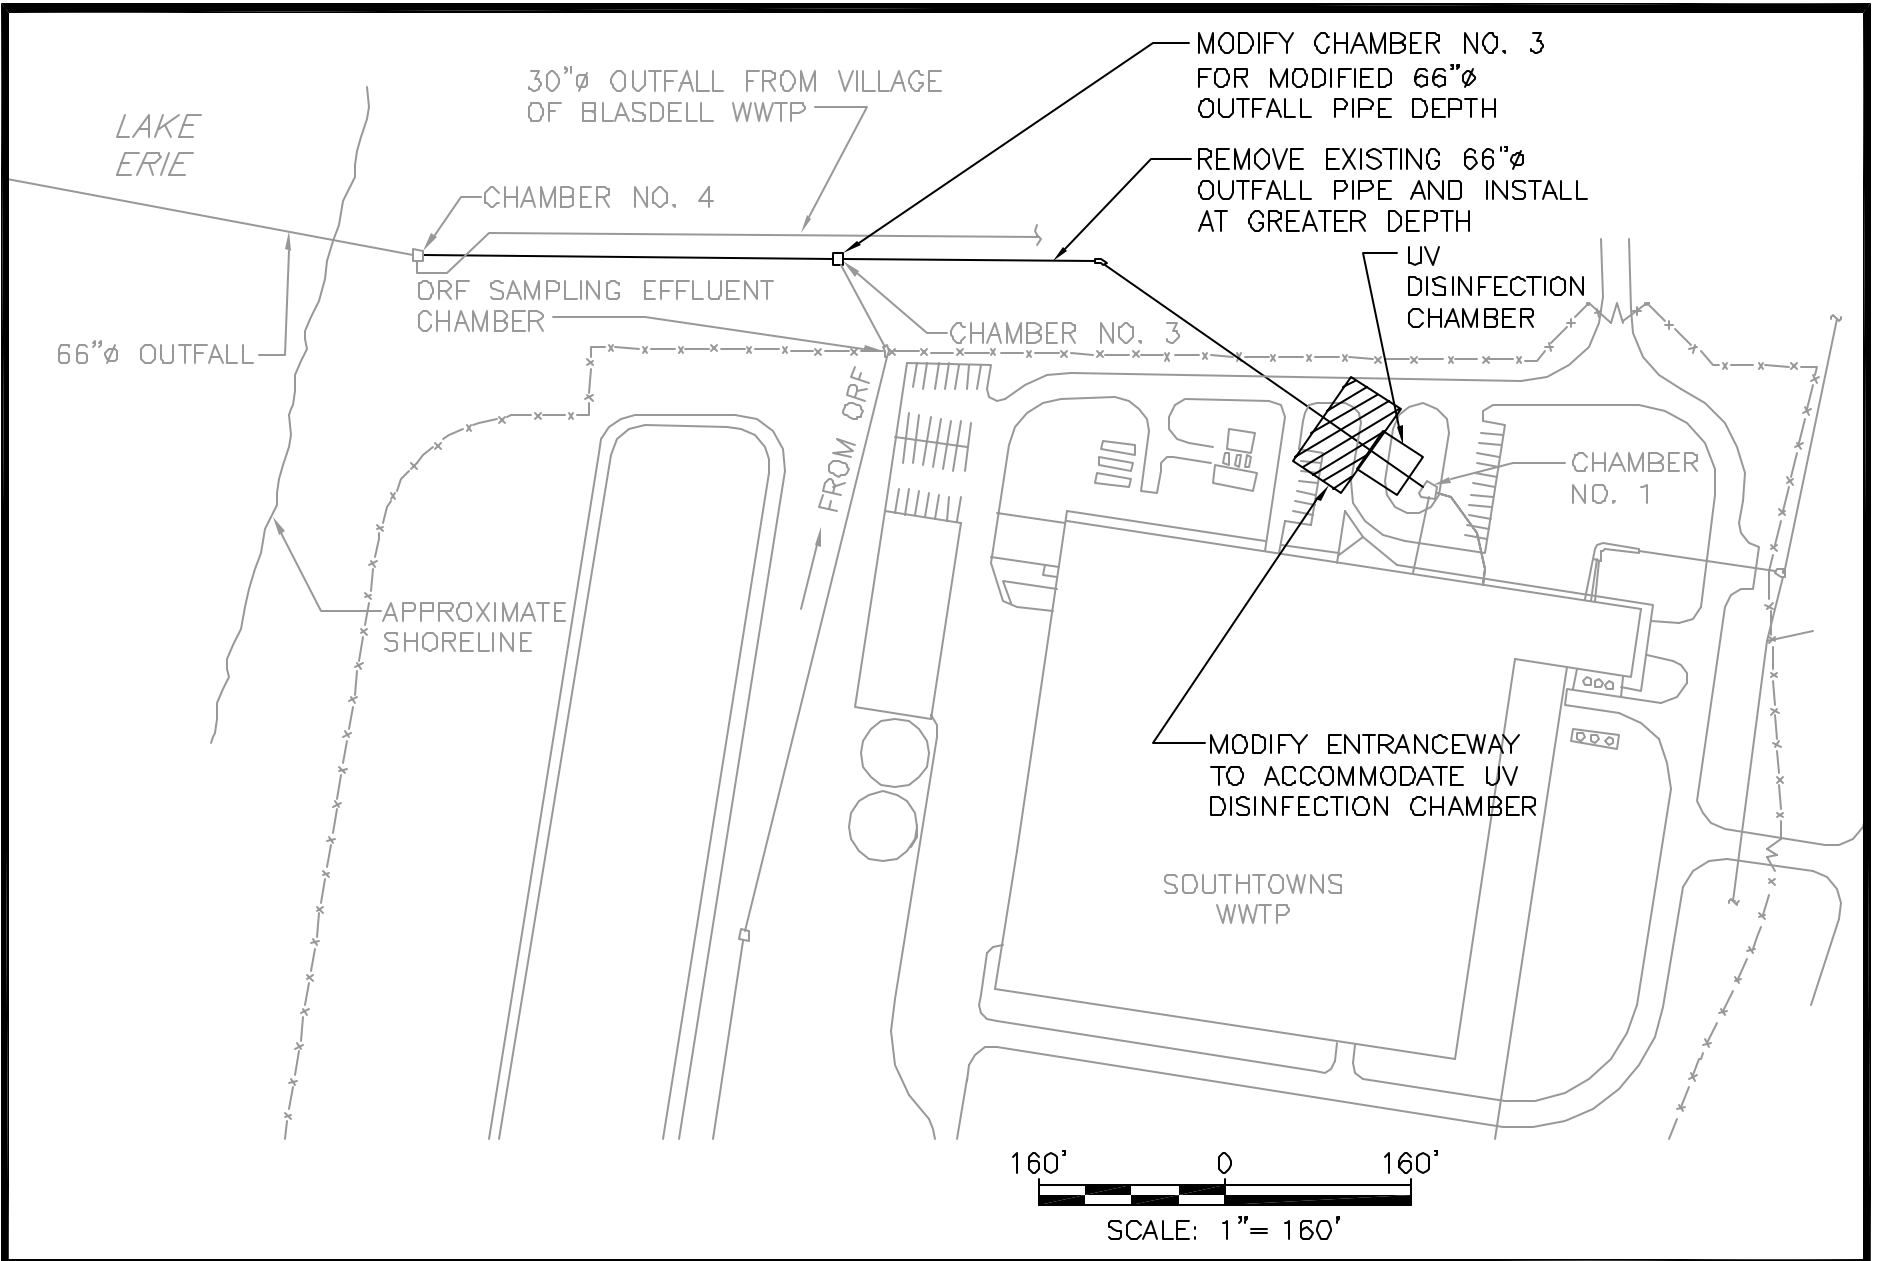 MODIFY CHAMBER NO. 3
FOR MODIFIED 66"ø
OUTFALL PIPE DEPTH
30"ø OUTFALL FROM VILLAGE
OF BLASDELL WWTP
LAKE
ERIE
REMOVE EXISTING 66"ø
OUTFALL PIPE AND INSTALL
AT GREATER DEPTH
CHAMBER NO. 4
UV
DISINFECTION
CHAMBER
ORF SAMPLING EFFLUENT
CHAMBER
CHAMBER NO. 3
66"ø OUTFALL
FROM ORF
CHAMBER
NO. 1
APPROXIMATE
SHORELINE
MODIFY ENTRANCEWAY
TO ACCOMMODATE UV
DISINFECTION CHAMBER
SOUTHTOWNS
WWTP
160' 0 160'
SCALE: 1"= 160'